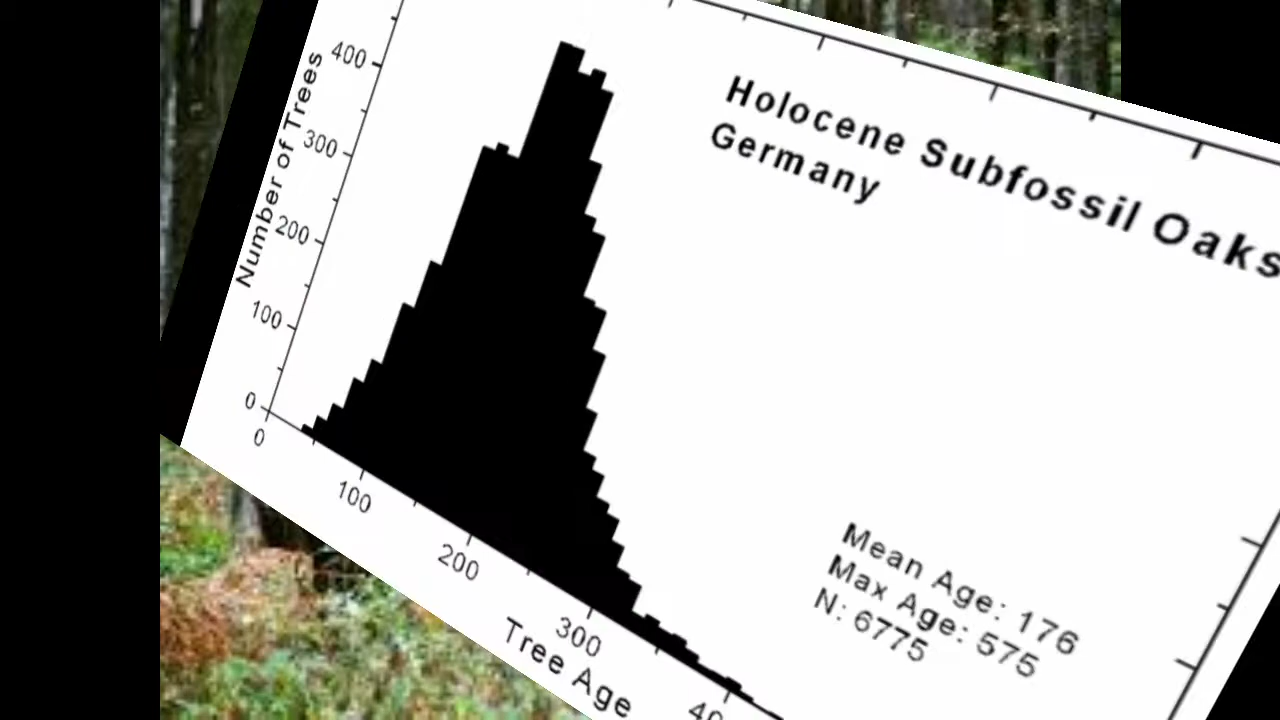 Holocene Subfossil Oaks
Germany
Number of Trees
400
300
200
100
0
0
100
200
300
Tree Age
Mean Age: 176
Max Age: 575
N: 6775